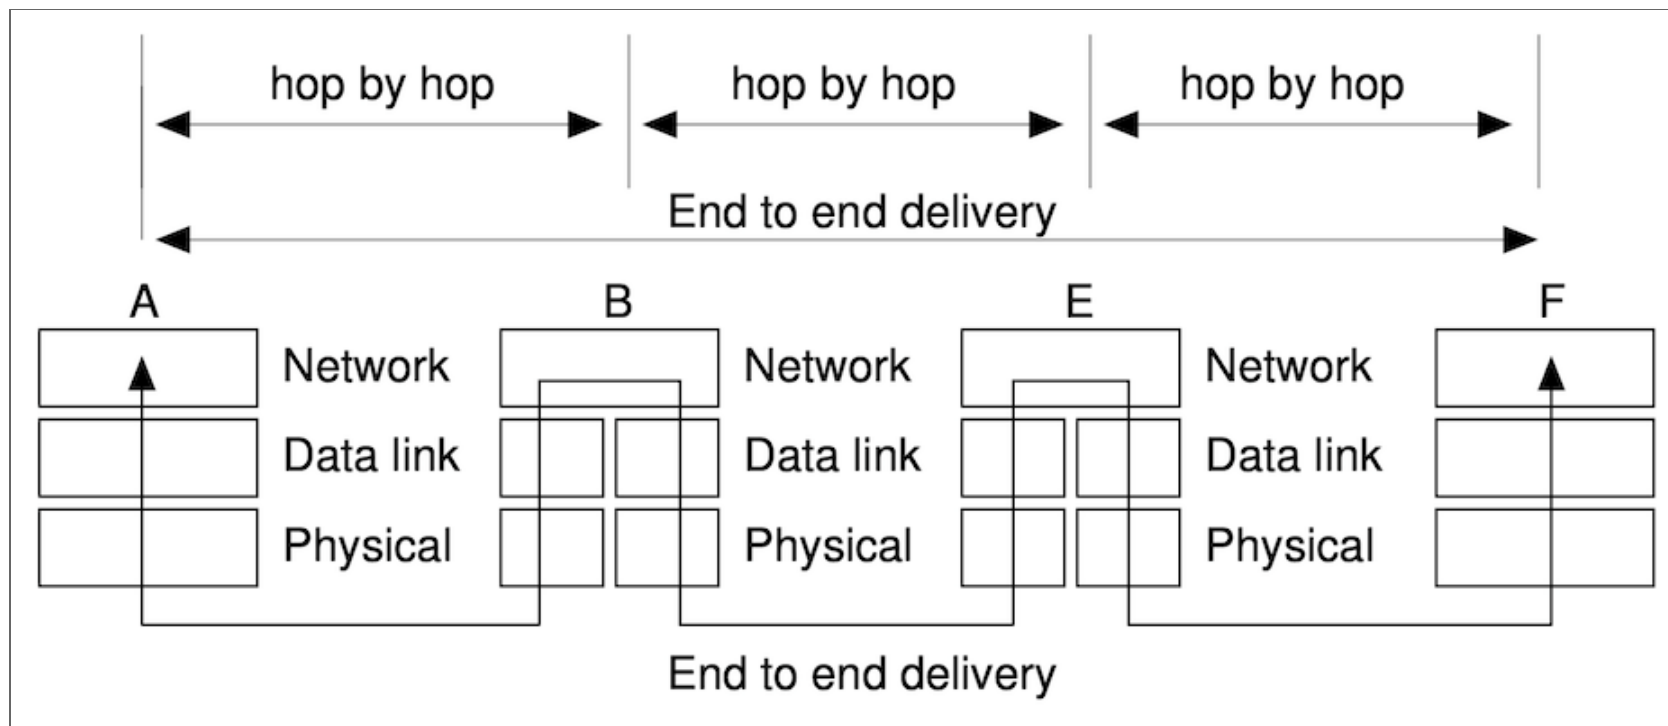 hop by hop hop by hop hop by hop
End to end delivery
A B E F
Network Network Network
Data link Data link Data link
Physical Physical Physical
End to end delivery